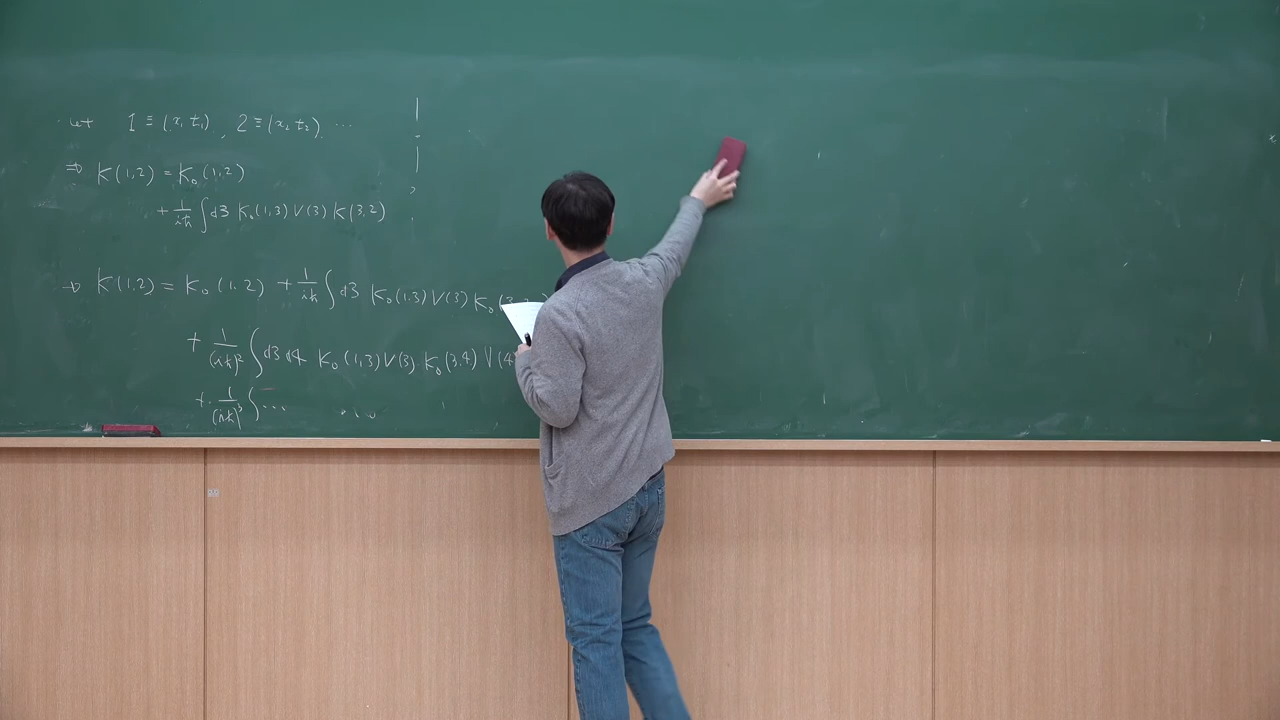 Let 1 ≡ (x₁ t₁) , 2 ≡ (x₂ t₂) , ...
⇒ K(1,2) = K₀(1,2)
+ 1/iℏ ∫ d3 K₀(1,3) V(3) K(3,2)
⇒ K(1,2) = K₀(1,2) + 1/iℏ ∫ d3 K₀(1,3) V(3) K₀(3,2)
+ 1/(iℏ)² ∫ d3 d4 K₀(1,3) V(3) K₀(3,4) V(4
+ 1/(iℏ)³ ∫ ... ...